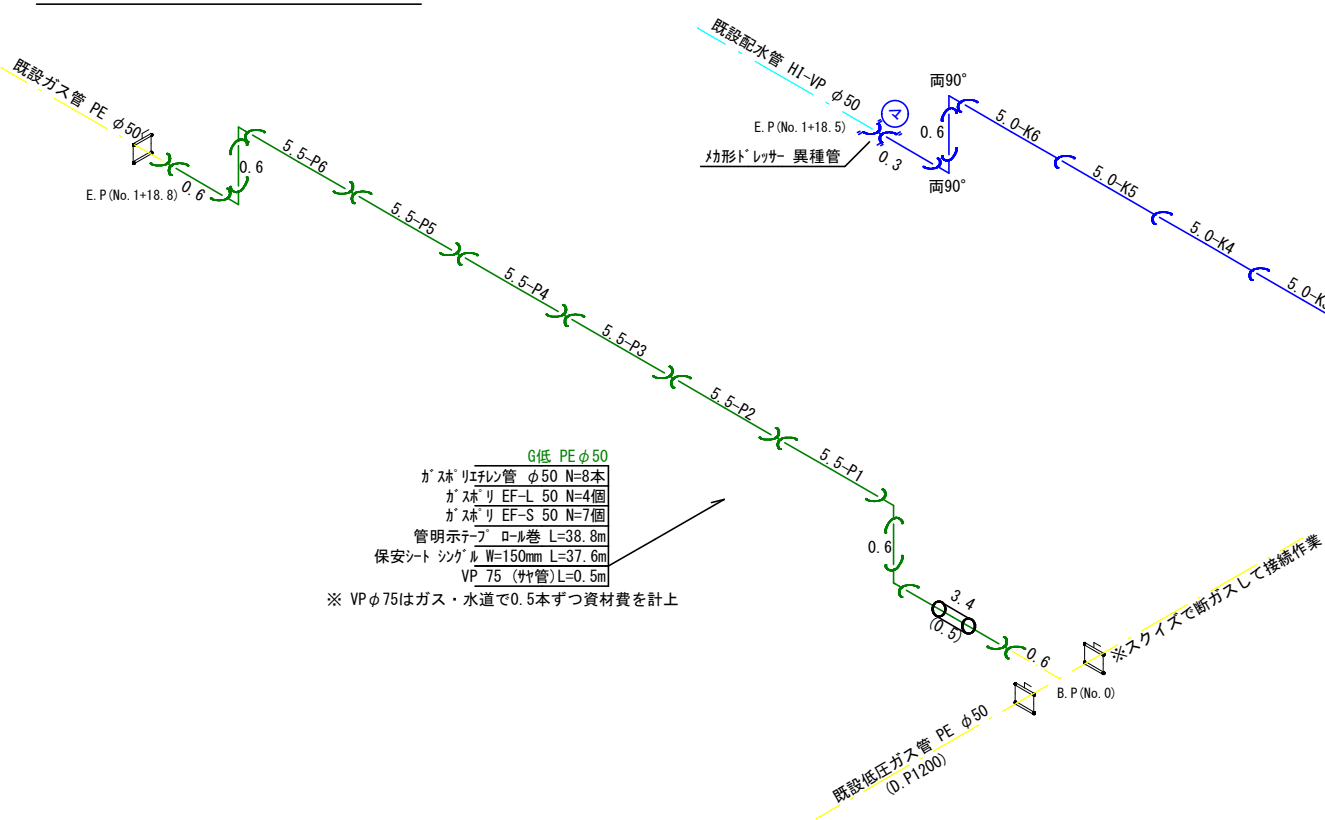 既設ガス管 PE φ50
E.P(No.1+18.8)
0.6
0.6
5.5-P6
5.5-P5
5.5-P4
5.5-P3
5.5-P2
5.5-P1
0.6
3.4
(0.5)
0.6
B.P(No.0)
※スクイズで断ガスして接続作業
既設低圧ガス管 PE φ50
(D.P1200)
既設配水管 HI-VP φ50
E.P(No.1+18.5)
マ
ﾒｶ形ﾄﾞﾚｯｻｰ 異種管
0.3
両90°
0.6
両90°
5.0-K6
5.0-K5
5.0-K4
G低 PEφ50
ｶﾞｽﾎﾟﾘｴﾁﾚﾝ管 φ50 N=8本
ｶﾞｽﾎﾟﾘ EF-L 50 N=4個
ｶﾞｽﾎﾟﾘ EF-S 50 N=7個
管明示ﾃｰﾌﾟ ﾛｰﾙ巻 L=38.8m
保安ｼｰﾄ ｼﾝｸﾞﾙ W=150mm L=37.6m
VP 75 (ｻﾔ管)L=0.5m
※ VPφ75はガス・水道で0.5本ずつ資材費を計上